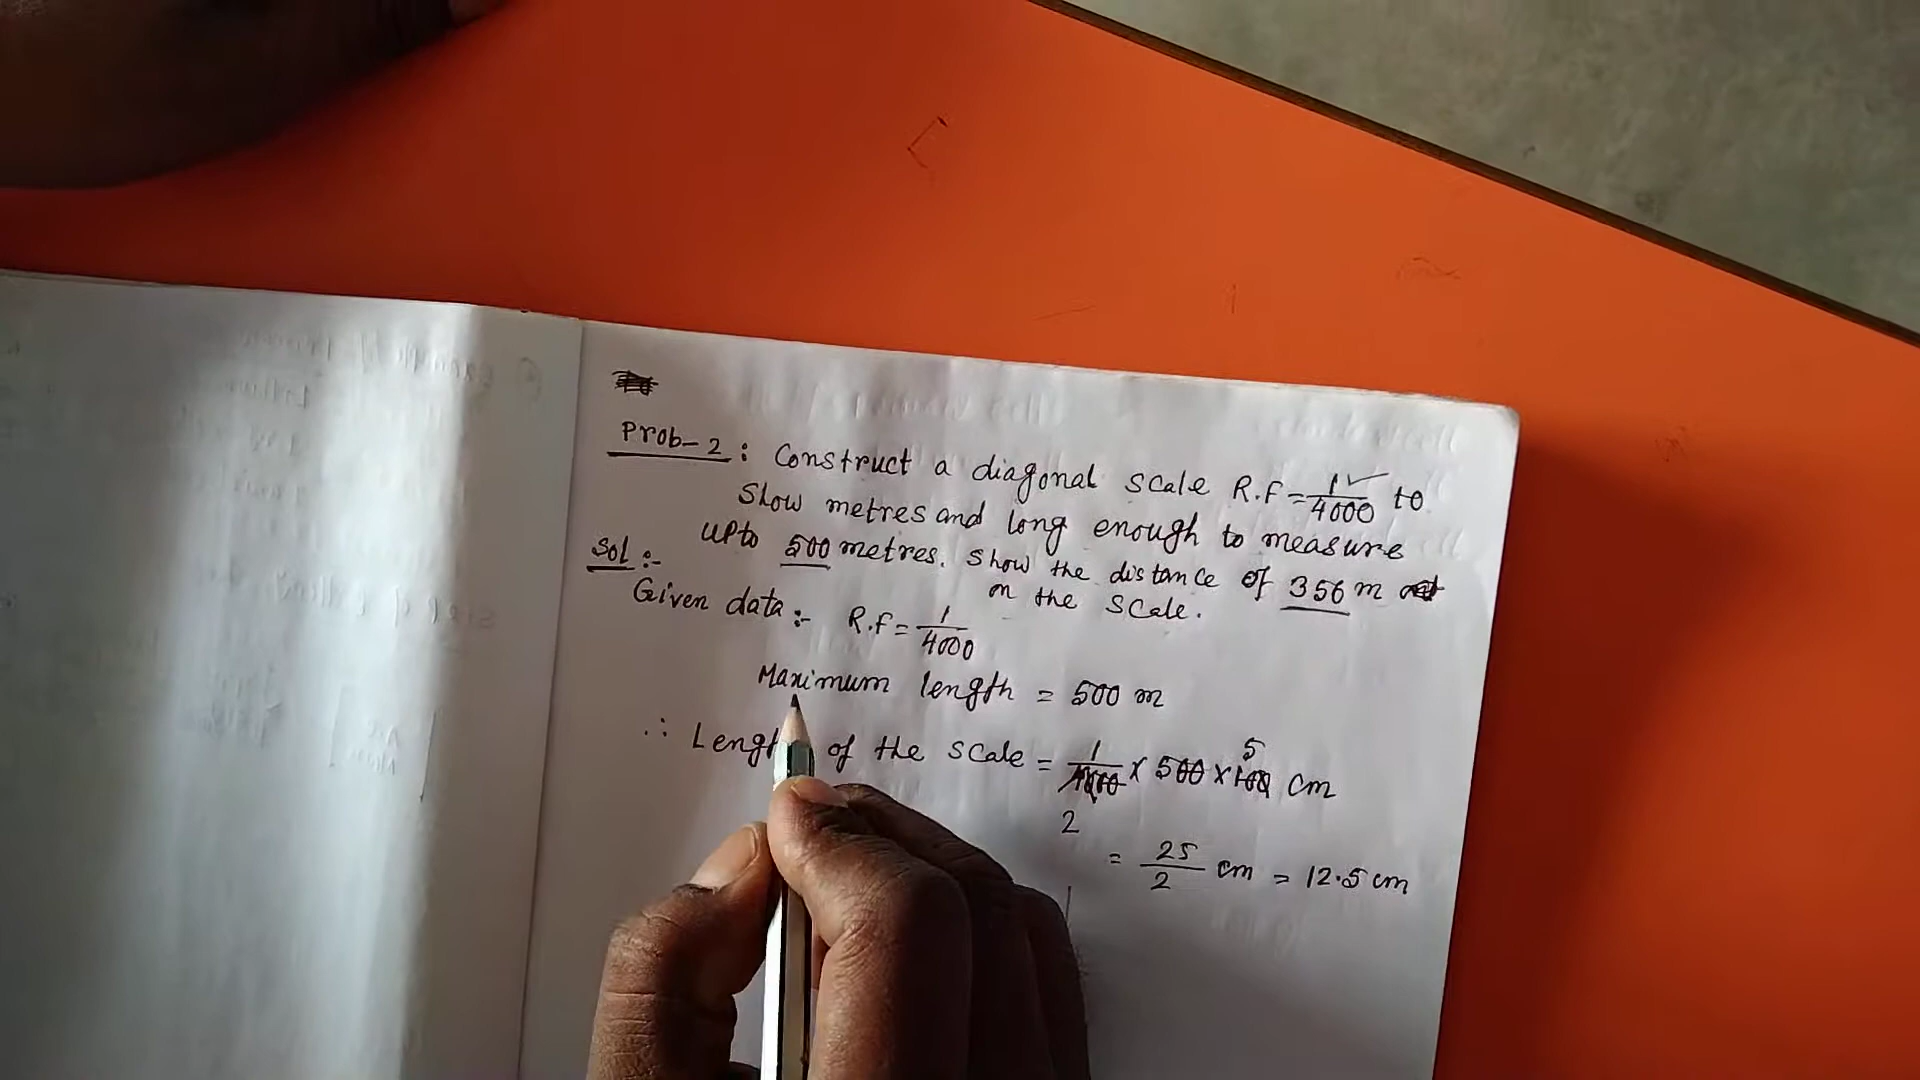 Prob-2 : Construct a diagonal scale R.F = 1/4000 to
show metres and long enough to measure
upto 500 metres. Show the distance of 356 m
on the scale.
Sol :-
Given data :- R.F = 1/4000
Maximum length = 500 m
∴ Length of the scale = 1/4000 x 500 x 100 cm
5
2
= 25/2 cm = 12.5 cm